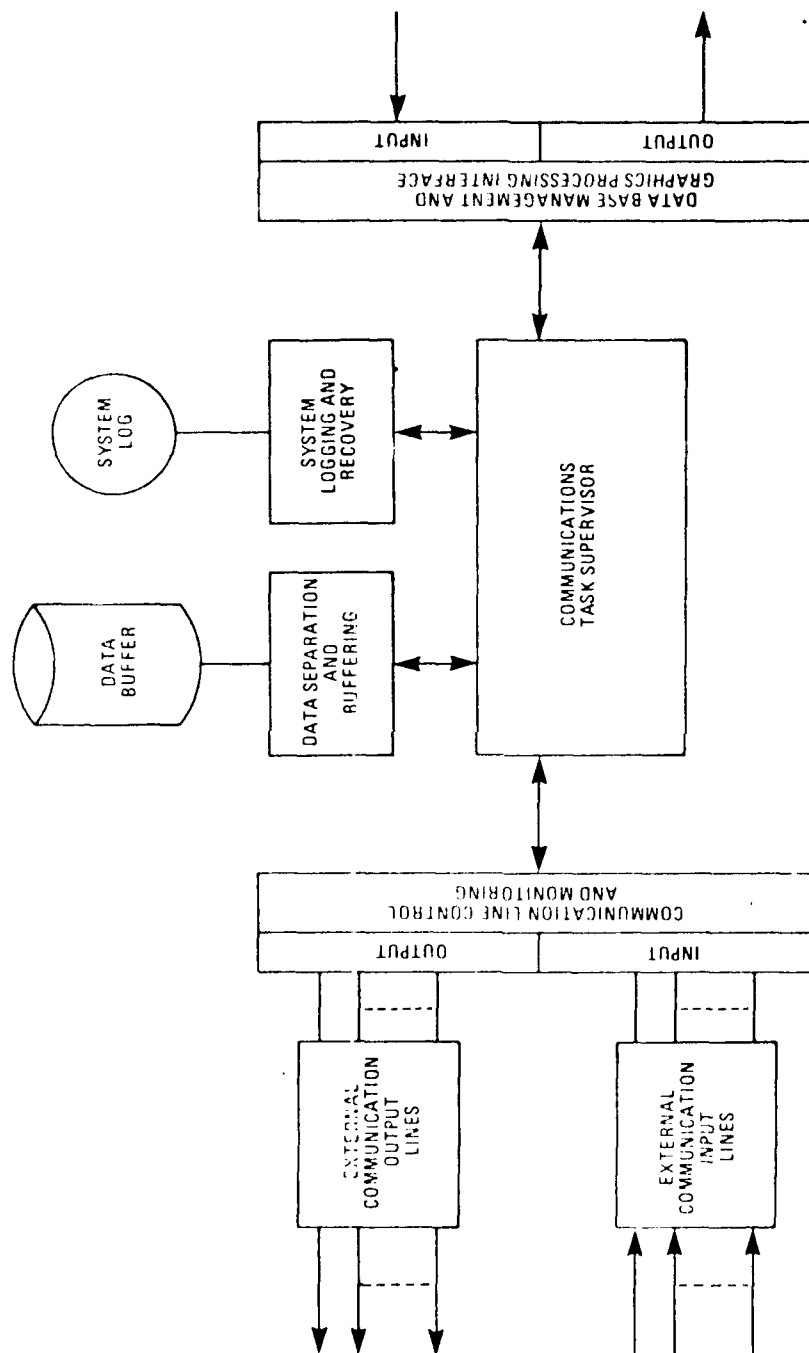 SYSTEM
LOG
DATA
BUFFER
SYSTEM
LOGGING AND
RECOVERY
DATA SEPARATION
AND
BUFFERING
COMMUNICATIONS
TASK SUPERVISOR
DATA BASE MANAGEMENT AND
GRAPHICS PROCESSING INTERFACE
INPUT
OUTPUT
COMMUNICATION LINE CONTROL
AND MONITORING
OUTPUT
INPUT
EXTERNAL
COMMUNICATION
OUTPUT
LINES
EXTERNAL
COMMUNICATION
INPUT
LINES